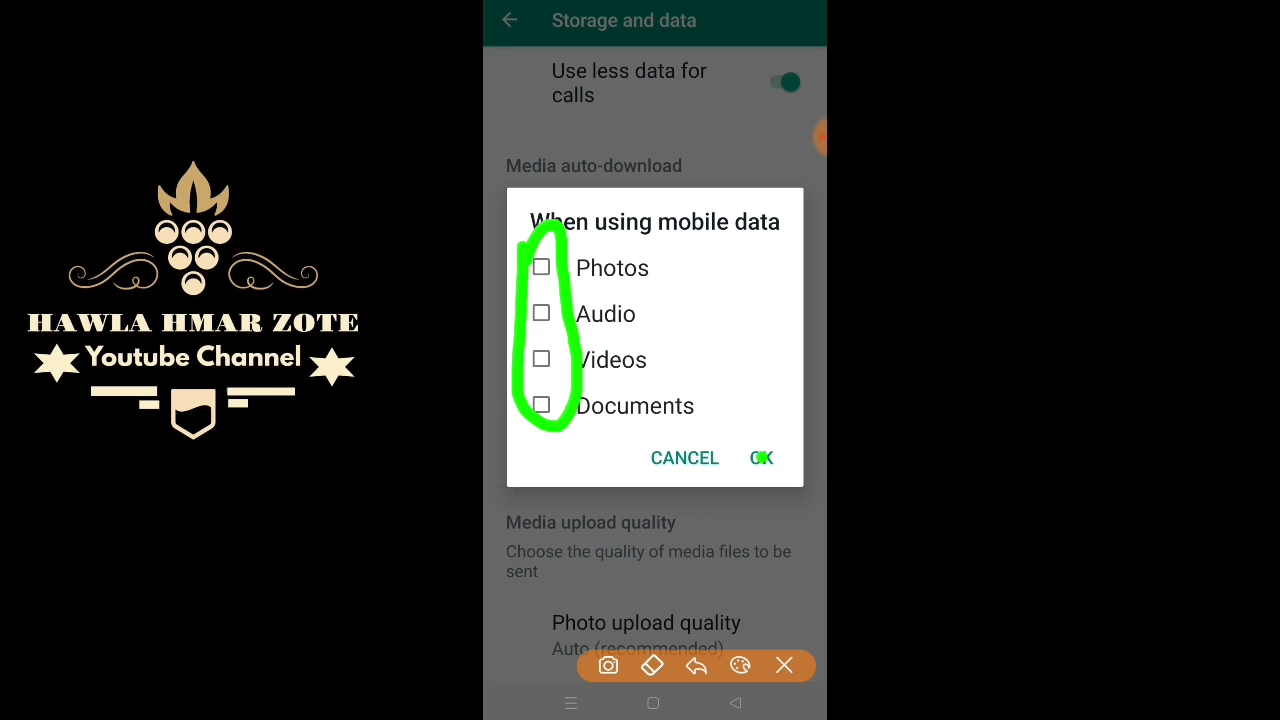 HAWLA HMAR ZOTE
Youtube Channel
Storage and data
Use less data for
calls
Media auto-download
When using mobile data
Photos
Audio
Videos
Documents
CANCEL OK
Media upload quality
Choose the quality of media files to be
sent
Photo upload quality
Auto (recommended)